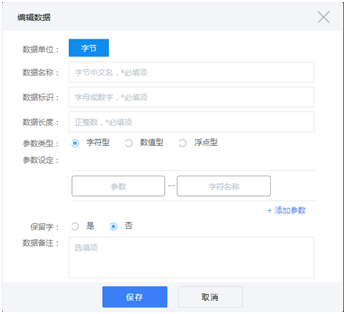 编辑数据
数据单位： 字节
数据名称： 字节中文名，*必填项
数据标识： 字母或数字，*必填项
数据长度： 正整数，*必填项
参数类型： 字符型 数值型 浮点型
参数设定：
参数 -- 字符名称
+ 添加参数
保留字： 是 否
数据备注： 选填项
保存 取消